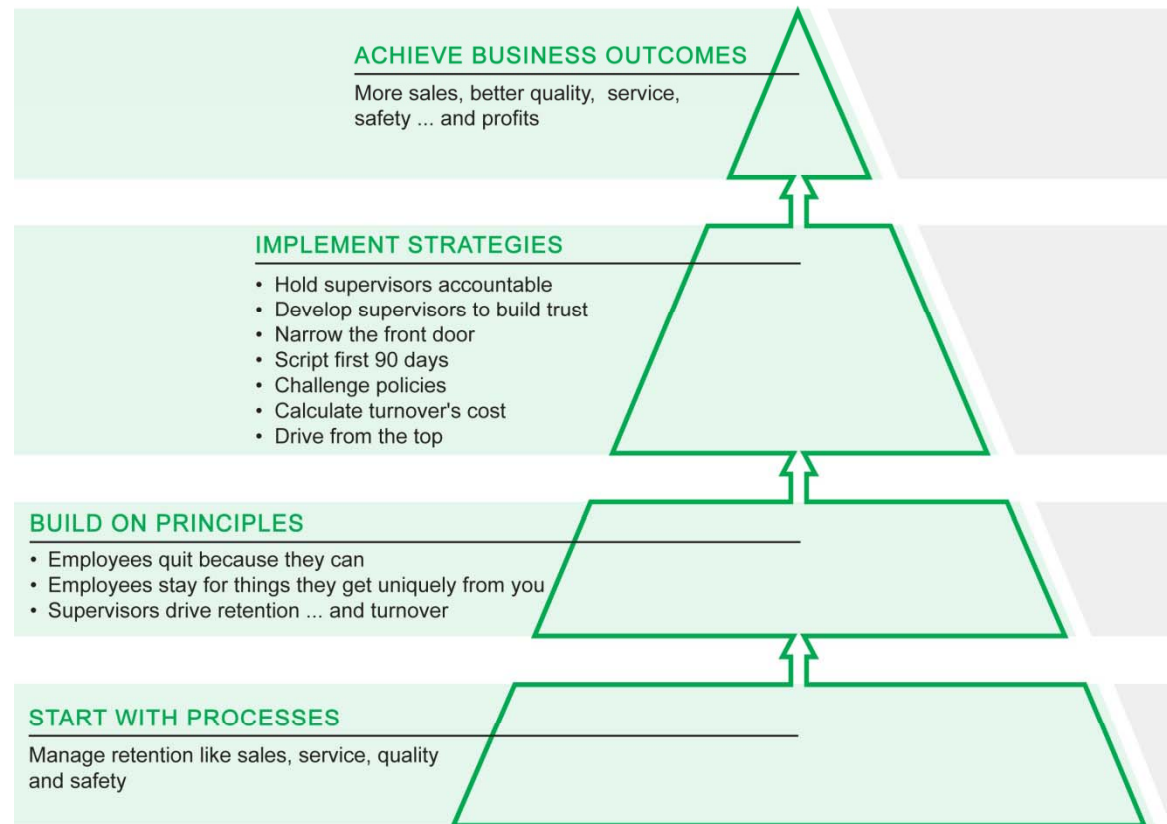 ACHIEVE BUSINESS OUTCOMES
More sales, better quality, service,
safety ... and profits
IMPLEMENT STRATEGIES
• Hold supervisors accountable
• Develop supervisors to build trust
• Narrow the front door
• Script first 90 days
• Challenge policies
• Calculate turnover's cost
• Drive from the top
BUILD ON PRINCIPLES
• Employees quit because they can
• Employees stay for things they get uniquely from you
• Supervisors drive retention ... and turnover
START WITH PROCESSES
Manage retention like sales, service, quality
and safety